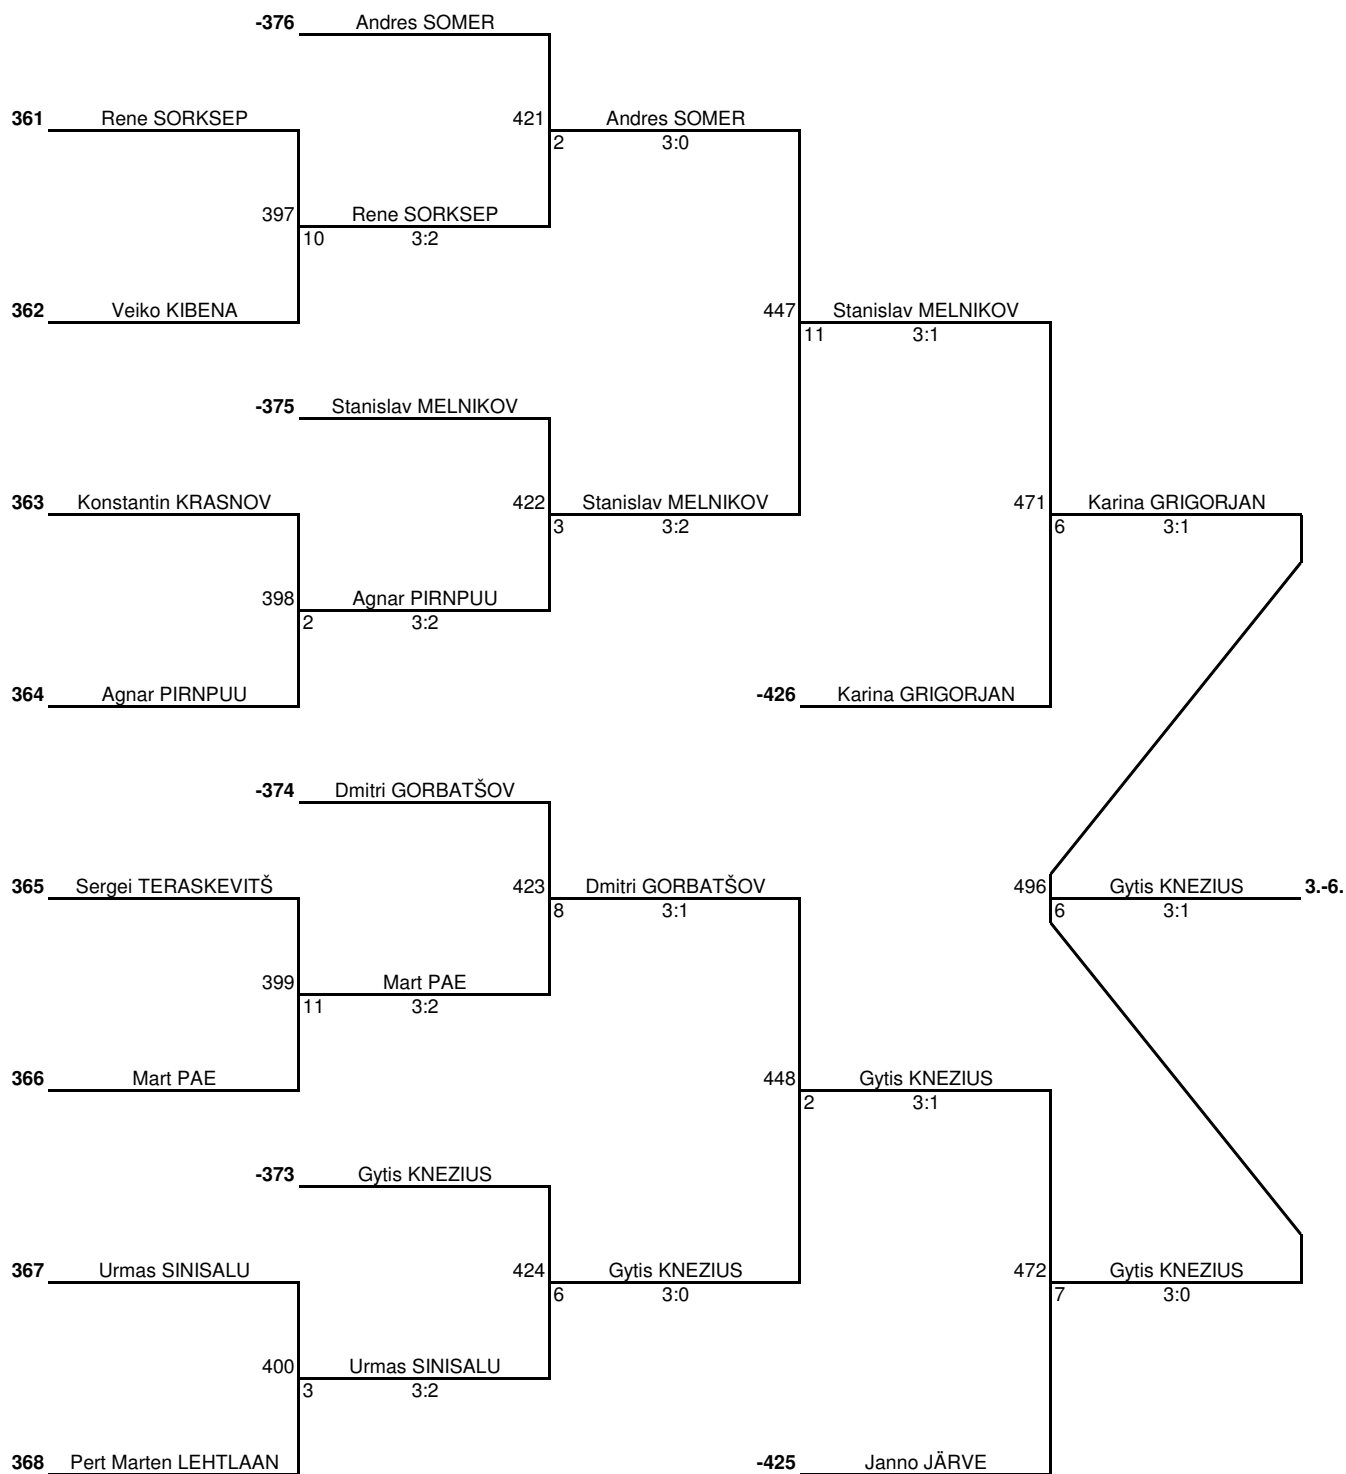 -376 Andres SOMER
361 Rene SORKSEP 421 Andres SOMER
2 3:0
397 Rene SORKSEP
10 3:2
362 Veiko KIBENA 447 Stanislav MELNIKOV
11 3:1
-375 Stanislav MELNIKOV
363 Konstantin KRASNOV 422 Stanislav MELNIKOV 471 Karina GRIGORJAN
3 3:2 6 3:1
398 Agnar PIRNPUU
2 3:2
364 Agnar PIRNPUU -426 Karina GRIGORJAN
-374 Dmitri GORBATŠOV
365 Sergei TERASKEVITŠ 423 Dmitri GORBATŠOV 496 Gytis KNEZIUS 3.-6.
8 3:1 6 3:1
399 Mart PAE
11 3:2
366 Mart PAE 448 Gytis KNEZIUS
2 3:1
-373 Gytis KNEZIUS
367 Urmas SINISALU 424 Gytis KNEZIUS 472 Gytis KNEZIUS
6 3:0 7 3:0
400 Urmas SINISALU
3 3:2
368 Pert Marten LEHTLAAN -425 Janno JÄRVE